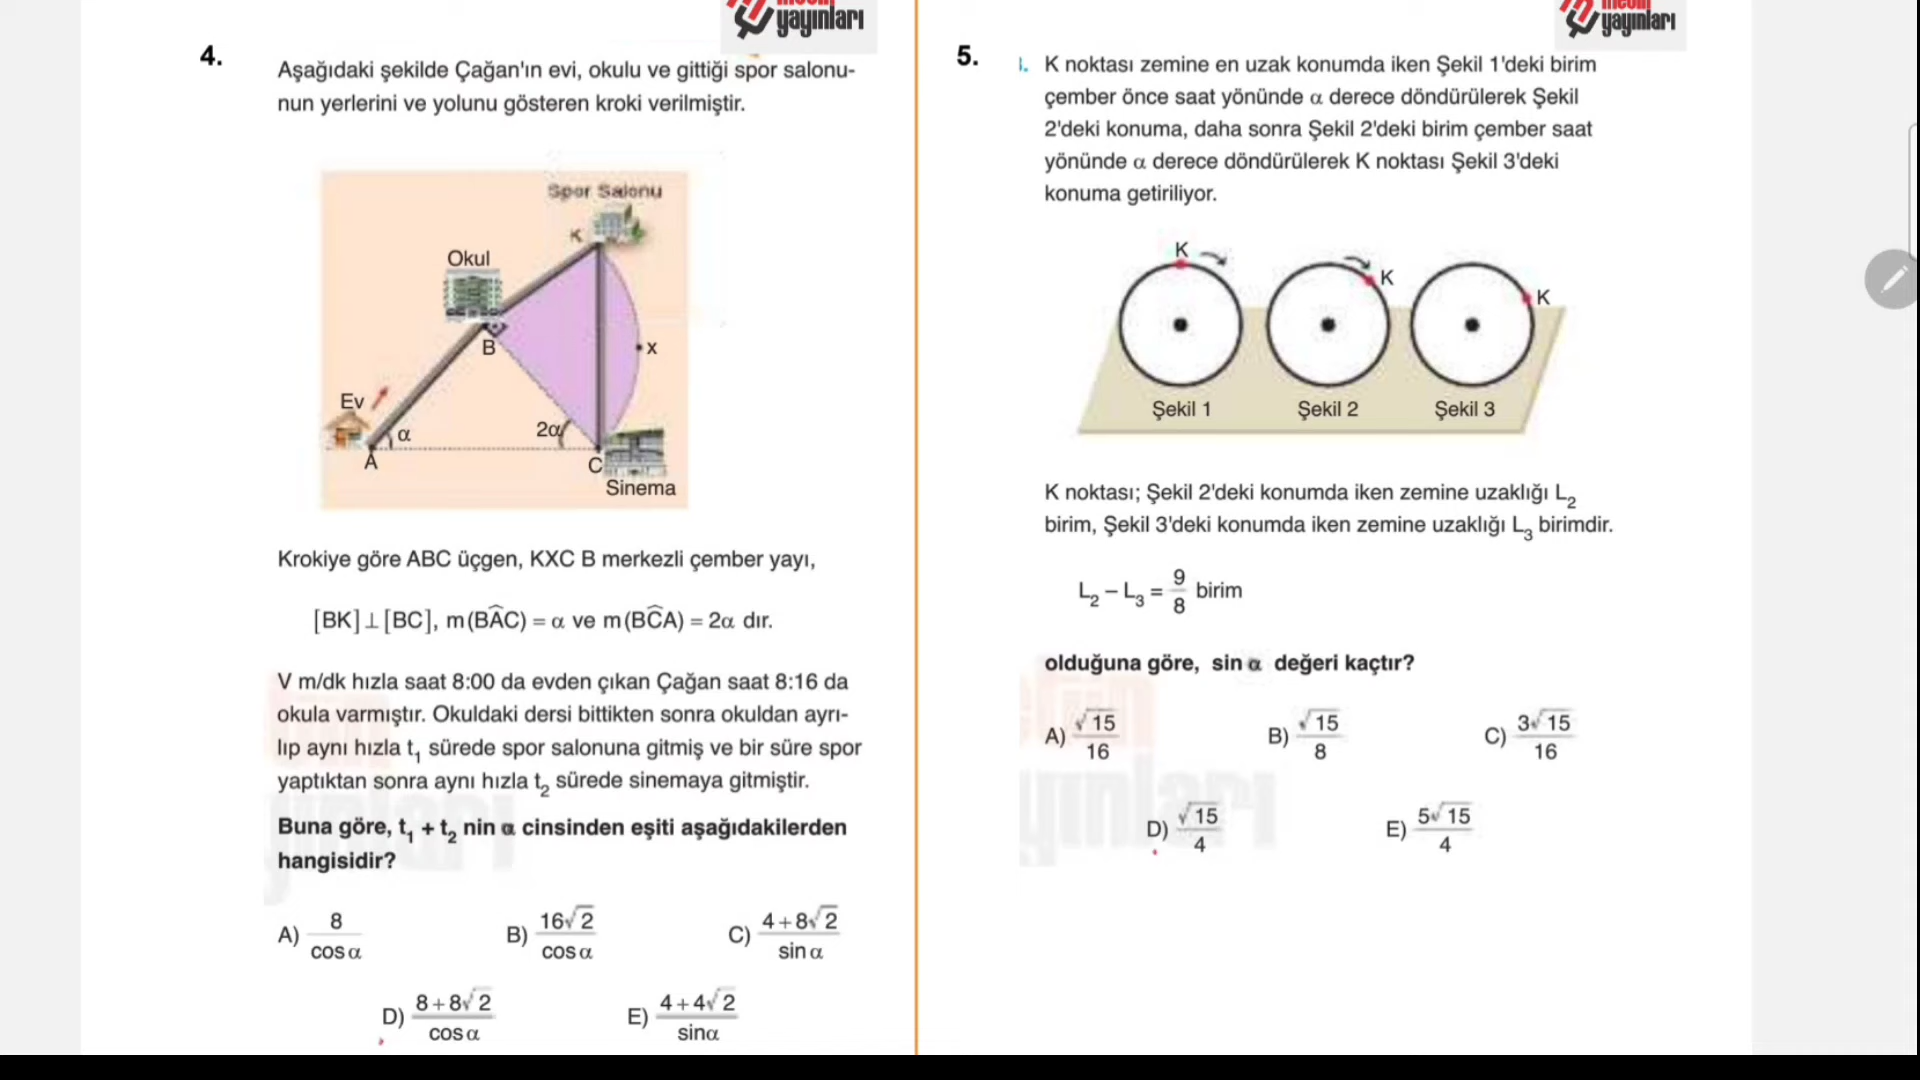 yayınları
4.
Aşağıdaki şekilde Çağan'ın evi, okulu ve gittiği spor salonu-
nun yerlerini ve yolunu gösteren kroki verilmiştir.
Spor Salonu
K
Okul
B
x
Ev
α
2α
A
C
Sinema
Krokiye göre ABC üçgen, KXC B merkezli çember yayı,
[BK]⊥[BC], m(BÂC) = α ve m(BĈA) = 2α dır.
V m/dk hızla saat 8:00 da evden çıkan Çağan saat 8:16 da
okula varmıştır. Okuldaki dersi bittikten sonra okuldan ayrı-
lıp aynı hızla t₁ sürede spor salonuna gitmiş ve bir süre spor
yaptıktan sonra aynı hızla t₂ sürede sinemaya gitmiştir.
Buna göre, t₁ + t₂ nin α cinsinden eşiti aşağıdakilerden
hangisidir?
A) 8/cos α
B) 16√2/cos α
C) 4+8√2/sin α
D) 8+8√2/cos α
E) 4+4√2/sinα
yayınları
5.
K noktası zemine en uzak konumda iken Şekil 1'deki birim
çember önce saat yönünde α derece döndürülerek Şekil
2'deki konuma, daha sonra Şekil 2'deki birim çember saat
yönünde α derece döndürülerek K noktası Şekil 3'deki
konuma getiriliyor.
K
K
K
Şekil 1
Şekil 2
Şekil 3
K noktası; Şekil 2'deki konumda iken zemine uzaklığı L₂
birim, Şekil 3'deki konumda iken zemine uzaklığı L₃ birimdir.
L₂ – L₃ = 9/8 birim
olduğuna göre, sin α değeri kaçtır?
A) √15/16
B) √15/8
C) 3√15/16
D) √15/4
E) 5√15/4